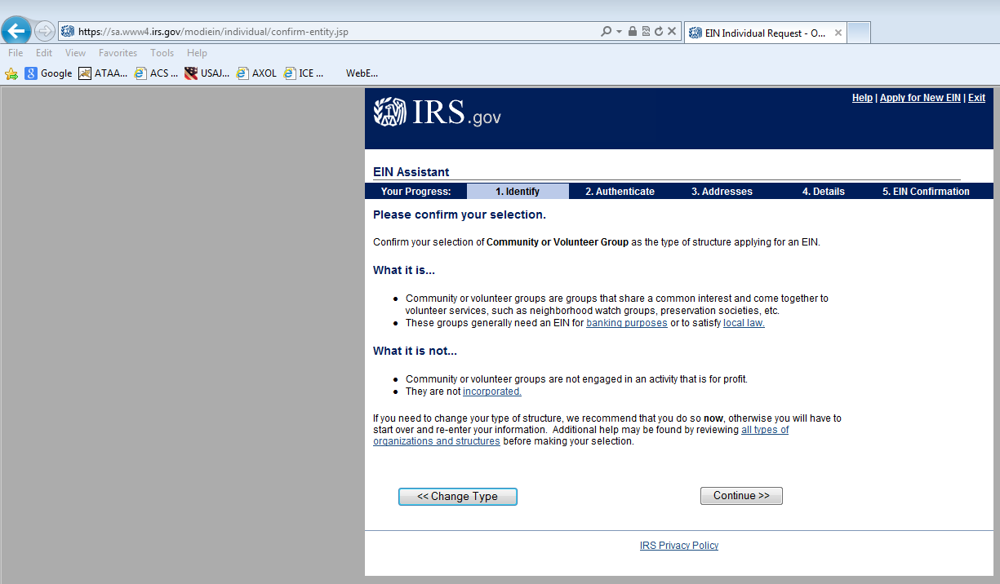 https://sa.www4.irs.gov/modiein/individual/confirm-entity.jsp
EIN Individual Request - O...
File Edit View Favorites Tools Help
Google ATAA... ACS ... USAJ... AXOL ICE ... WebE...
Help | Apply for New EIN | Exit
IRS.gov
EIN Assistant
Your Progress: 1. Identify 2. Authenticate 3. Addresses 4. Details 5. EIN Confirmation
Please confirm your selection.
Confirm your selection of Community or Volunteer Group as the type of structure applying for an EIN.
What it is...
• Community or volunteer groups are groups that share a common interest and come together to
volunteer services, such as neighborhood watch groups, preservation societies, etc.
• These groups generally need an EIN for banking purposes or to satisfy local law.
What it is not...
• Community or volunteer groups are not engaged in an activity that is for profit.
• They are not incorporated.
If you need to change your type of structure, we recommend that you do so now, otherwise you will have to
start over and re-enter your information. Additional help may be found by reviewing all types of
organizations and structures before making your selection.
<< Change Type
Continue >>
IRS Privacy Policy